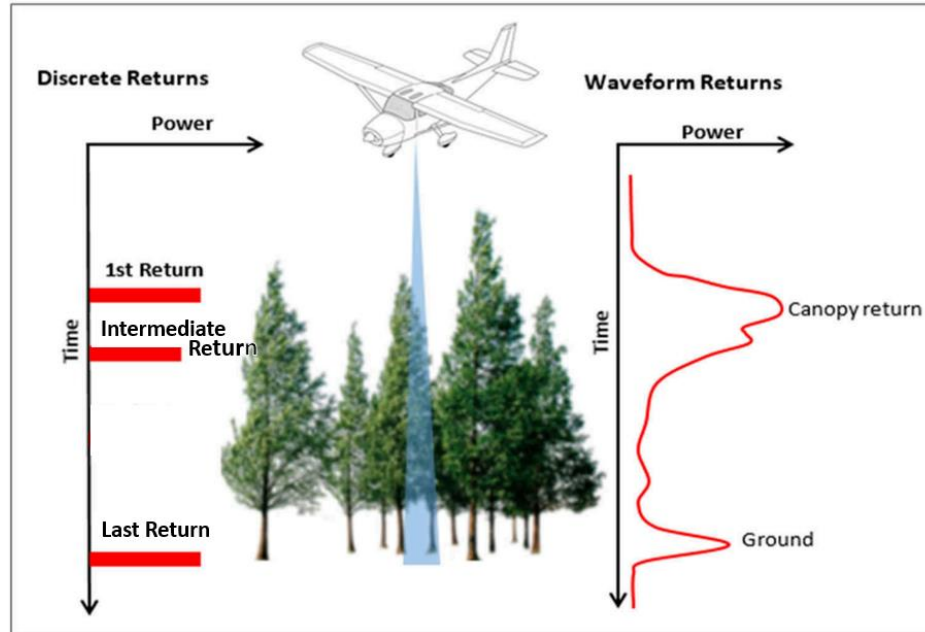 Discrete Returns
Waveform Returns
Power
Power
1st Return
Intermediate
Return
Time
Last Return
Canopy return
Time
Ground